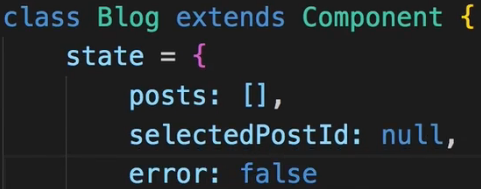 class Blog extends Component {
state = {
posts: [],
selectedPostId: null,
error: false